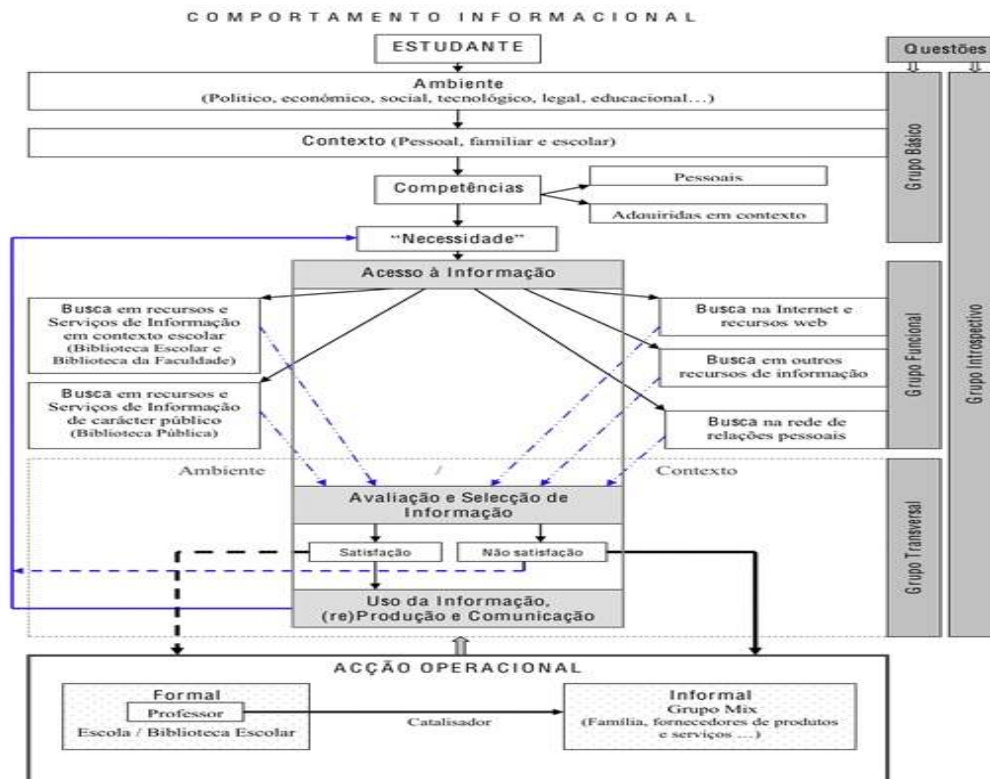 COMPORTAMENTO INFORMACIONAL
ESTUDANTE
Questões
Ambiente
(Político, económico, social, tecnológico, legal, educacional...)
Contexto (Pessoal, familiar e escolar)
Competências
Pessoais
Adquiridas em contexto
Grupo Básico
"Necessidade"
Acesso à Informação
Busca em recursos e
Serviços de Informação
em contexto escolar
(Biblioteca Escolar e
Biblioteca da Faculdade)
Busca em recursos e
Serviços de Informação
de carácter público
(Biblioteca Pública)
Busca na Internet e
recursos web
Busca em outros
recursos de informação
Busca na rede de
relações pessoais
Grupo Funcional
Grupo Introspectivo
Ambiente / Contexto
Avaliação e Selecção de
Informação
Satisfação
Não satisfação
Uso da Informação,
(re)Produção e Comunicação
Grupo Transversal
ACÇÃO OPERACIONAL
Formal
Professor
Escola / Biblioteca Escolar
Catalisador
Informal
Grupo Mix
(Família, fornecedores de produtos
e serviços ...)